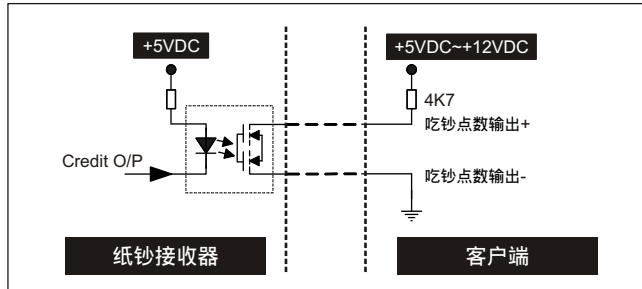 +5VDC
+5VDC~+12VDC
4K7
吃钞点数输出+
Credit O/P
吃钞点数输出-
纸钞接收器
客户端